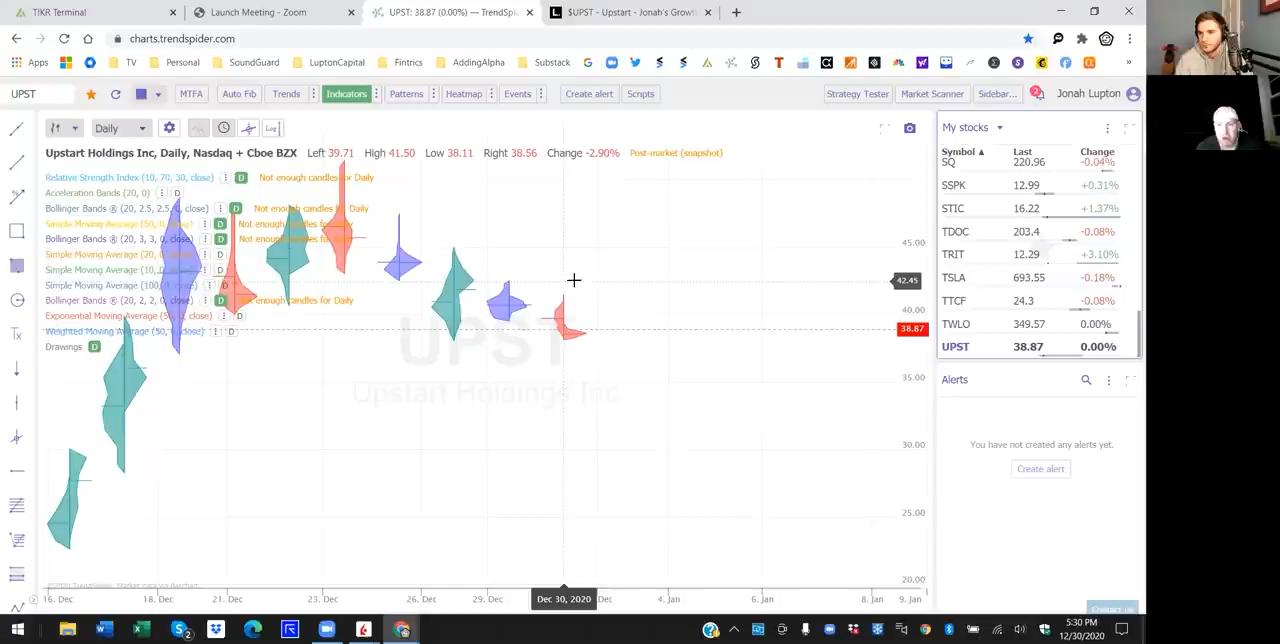 TIKR Terminal
Launch Meeting - Zoom
UPST: 38.87 (0.00%) — TrendSpi
$UPST - Upstart - Jonah's Growt
charts.trendspider.com
Apps
TV
Personal
SoundGuard
LuptonCapital
Fintrics
AddingAlpha
Substack
UPST
MTFA
Auto Fib
Trends
Indicators
Patterns
Heatmap
Events
Create alert
Scripts
Strategy Tester
Market Scanner
Sidebar...
2
Jonah Lupton
Daily
Log
Upstart Holdings Inc, Daily, Nasdaq + Cboe BZX Left 39.71 High 41.50 Low 38.11 Right 38.56 Change -2.90% Post-market (snapshot)
Relative Strength Index (10, 70, 30, close) D Not enough candles for Daily
Acceleration Bands (20, 0) D
Bollinger Bands ® (20, 2.5, 2.5, 0, close) D Not enough candles for Daily
Simple Moving Average (50, 0, close) D Not enough candles for
Bollinger Bands ® (20, 3, 3, 0, close) D Not enough candles for Daily
Simple Moving Average (20, 0, D
Simple Moving Average (10, D
Simple Moving Average (100, D
Bollinger Bands ® (20, 2, 2, 0, close) D enough candles for Daily
Exponential Moving Average (50, 0, close) D
Weighted Moving Average (50, 0, close) D
Drawings D
UPST
Upstart Holdings Inc
45.00
42.45
40.00
38.87
35.00
30.00
25.00
20.00
16. Dec
18. Dec
21. Dec
23. Dec
26. Dec
29. Dec
Dec 30, 2020
Dec
4. Jan
6. Jan
8. Jan
9. Jan
My stocks
Symbol Last Change
SQ 220.96 -0.04%
SSPK 12.99 +0.31%
STIC 16.22 +1.37%
TDOC 203.4 -0.08%
TRIT 12.29 +3.10%
TSLA 693.55 -0.18%
TTCF 24.3 -0.08%
TWLO 349.57 0.00%
UPST 38.87 0.00%
Alerts
You have not created any alerts yet.
Create alert
Contact us
5:30 PM
12/30/2020